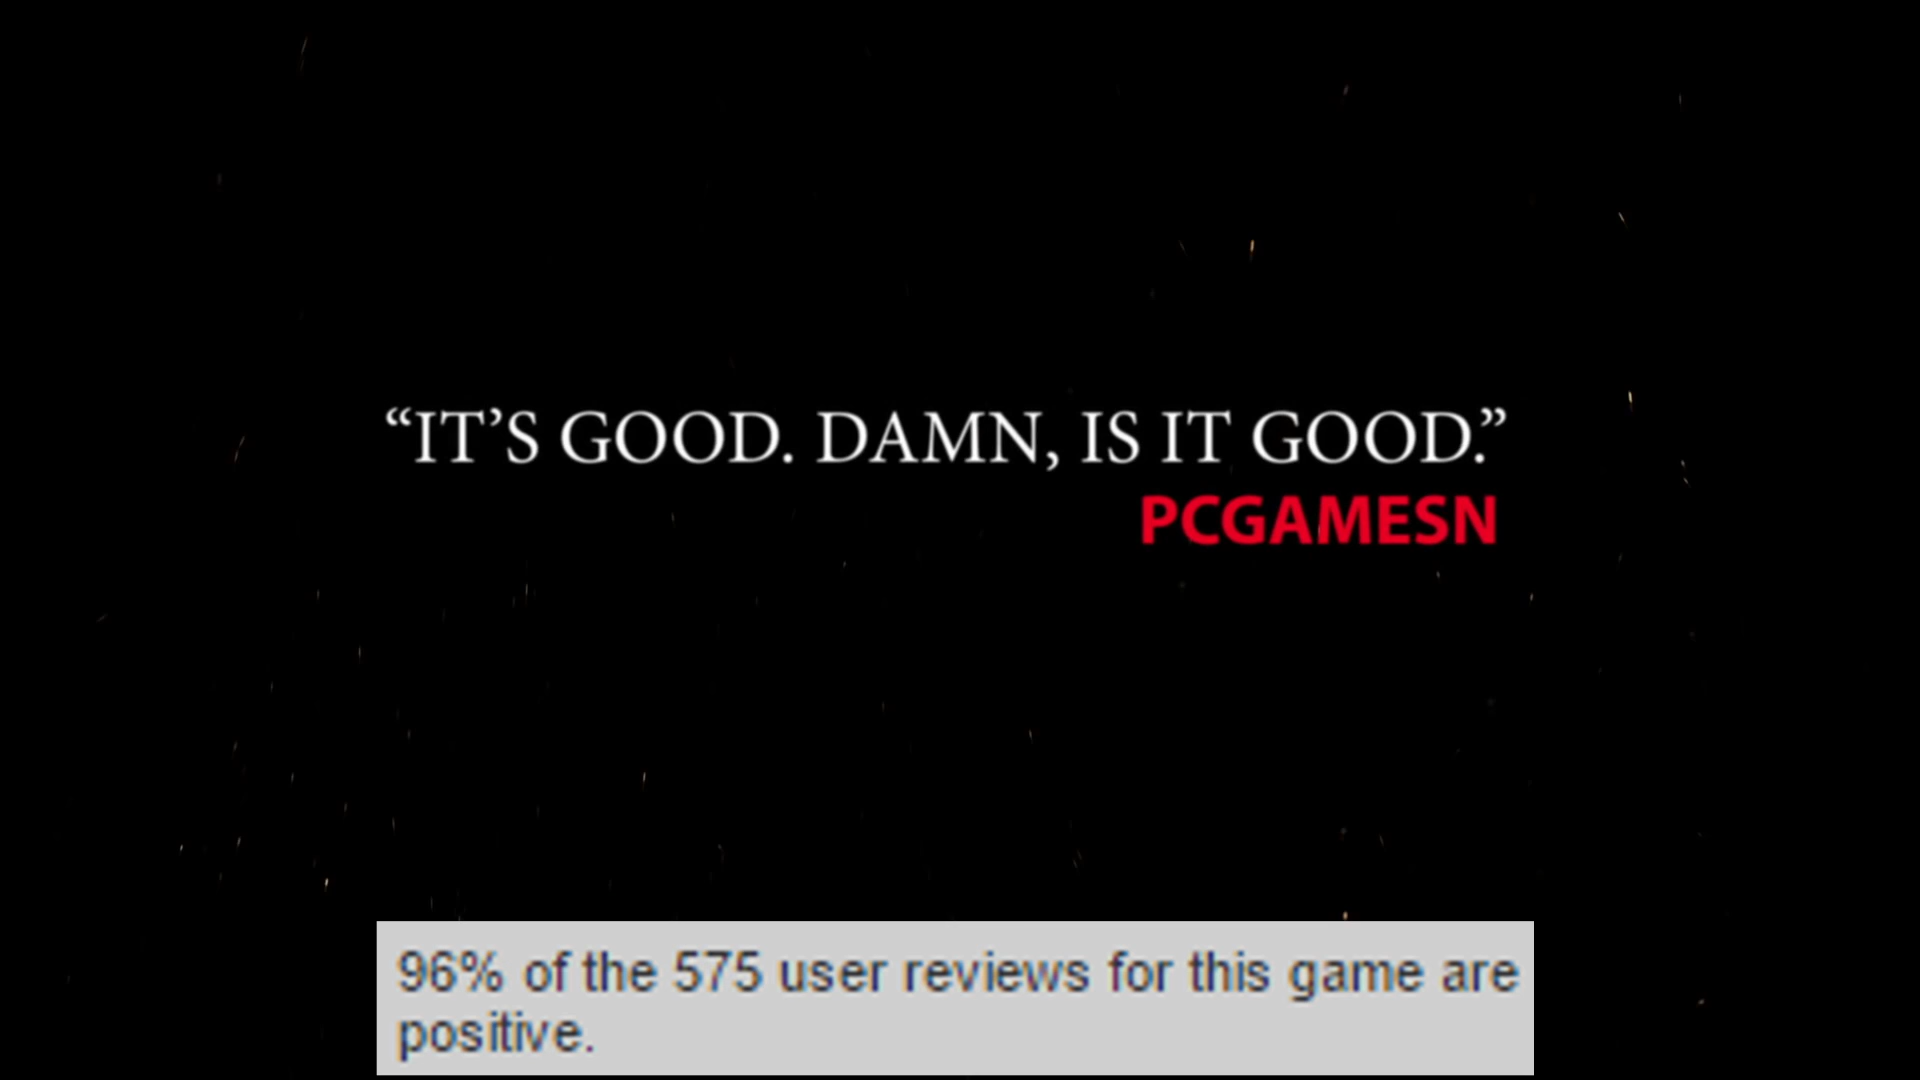 “IT’S GOOD. DAMN, IS IT GOOD.”
PCGAMESN
96% of the 575 user reviews for this game are
positive.